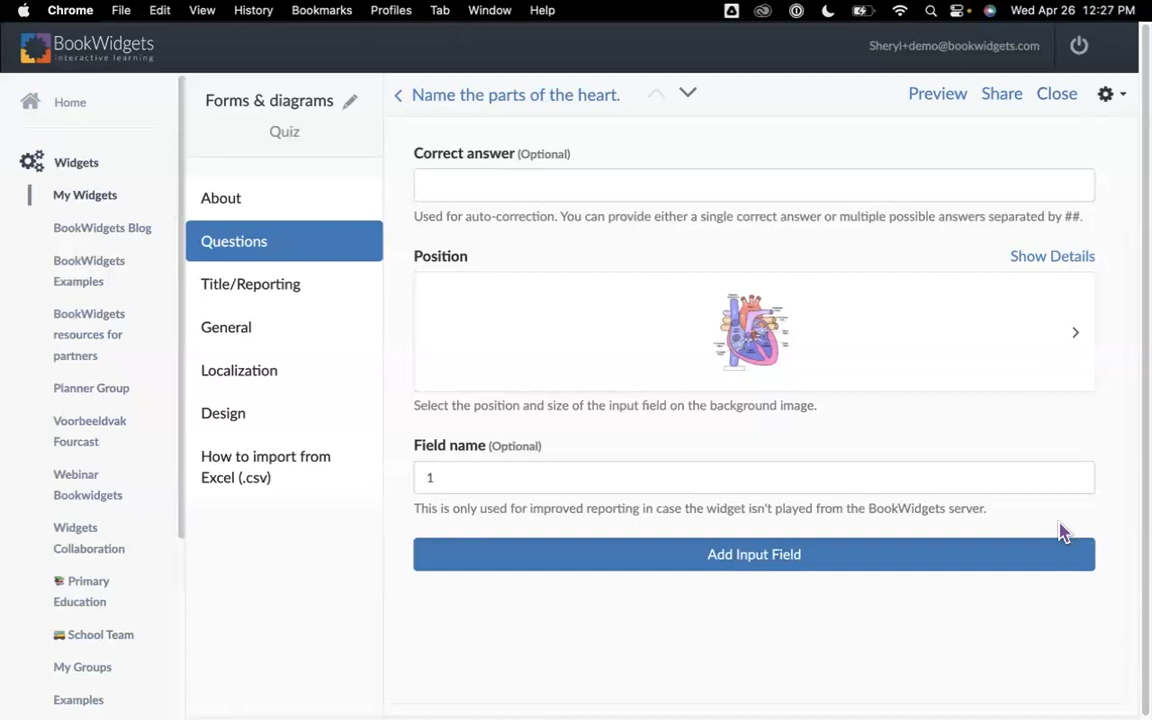 Chrome File Edit View History Bookmarks Profiles Tab Window Help Wed Apr 26 12:27 PM
BookWidgets
interactive learning
Sheryl+demo@bookwidgets.com
Home
Widgets
My Widgets
BookWidgets Blog
BookWidgets
Examples
BookWidgets
resources for
partners
Planner Group
Voorbeeldvak
Fourcast
Webinar
Bookwidgets
Widgets
Collaboration
Primary
Education
School Team
My Groups
Examples
Forms & diagrams
Quiz
About
Questions
Title/Reporting
General
Localization
Design
How to import from
Excel (.csv)
Name the parts of the heart.
Preview Share Close
Correct answer (Optional)
Used for auto-correction. You can provide either a single correct answer or multiple possible answers separated by ##.
Position Show Details
Select the position and size of the input field on the background image.
Field name (Optional)
1
This is only used for improved reporting in case the widget isn't played from the BookWidgets server.
Add Input Field